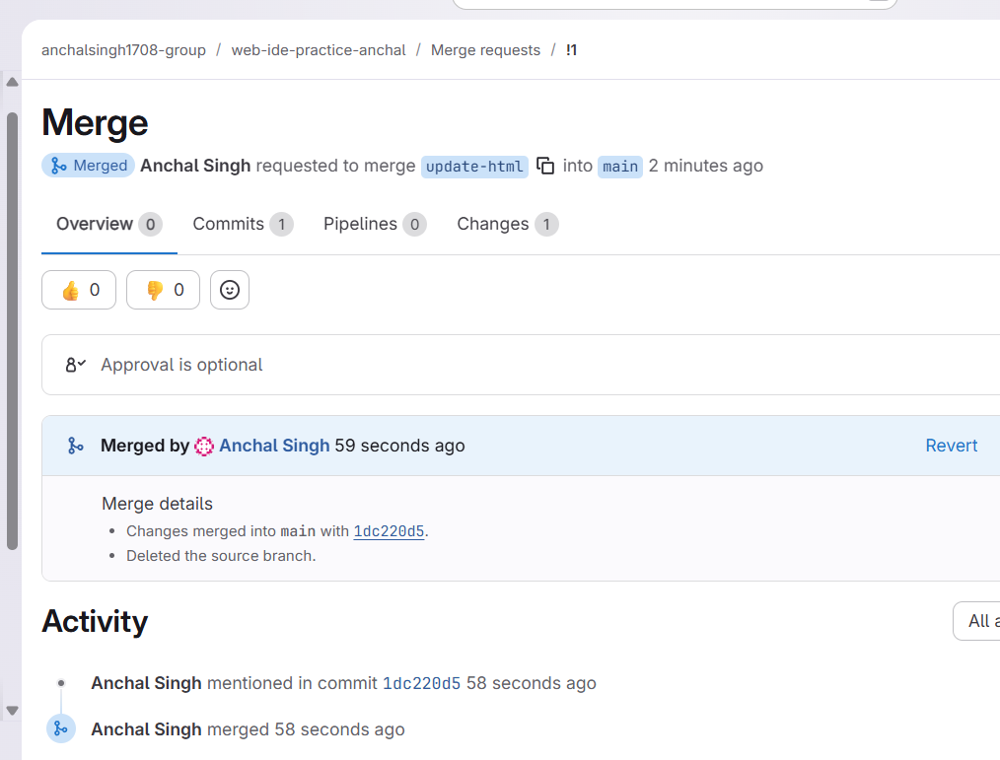 anchalsingh1708-group / web-ide-practice-anchal / Merge requests / !1
Merge
Merged Anchal Singh requested to merge update-html into main 2 minutes ago
Overview 0 Commits 1 Pipelines 0 Changes 1
👍 0 👎 0
Approval is optional
Merged by Anchal Singh 59 seconds ago Revert
Merge details
• Changes merged into main with 1dc220d5.
• Deleted the source branch.
Activity All a
Anchal Singh mentioned in commit 1dc220d5 58 seconds ago
Anchal Singh merged 58 seconds ago